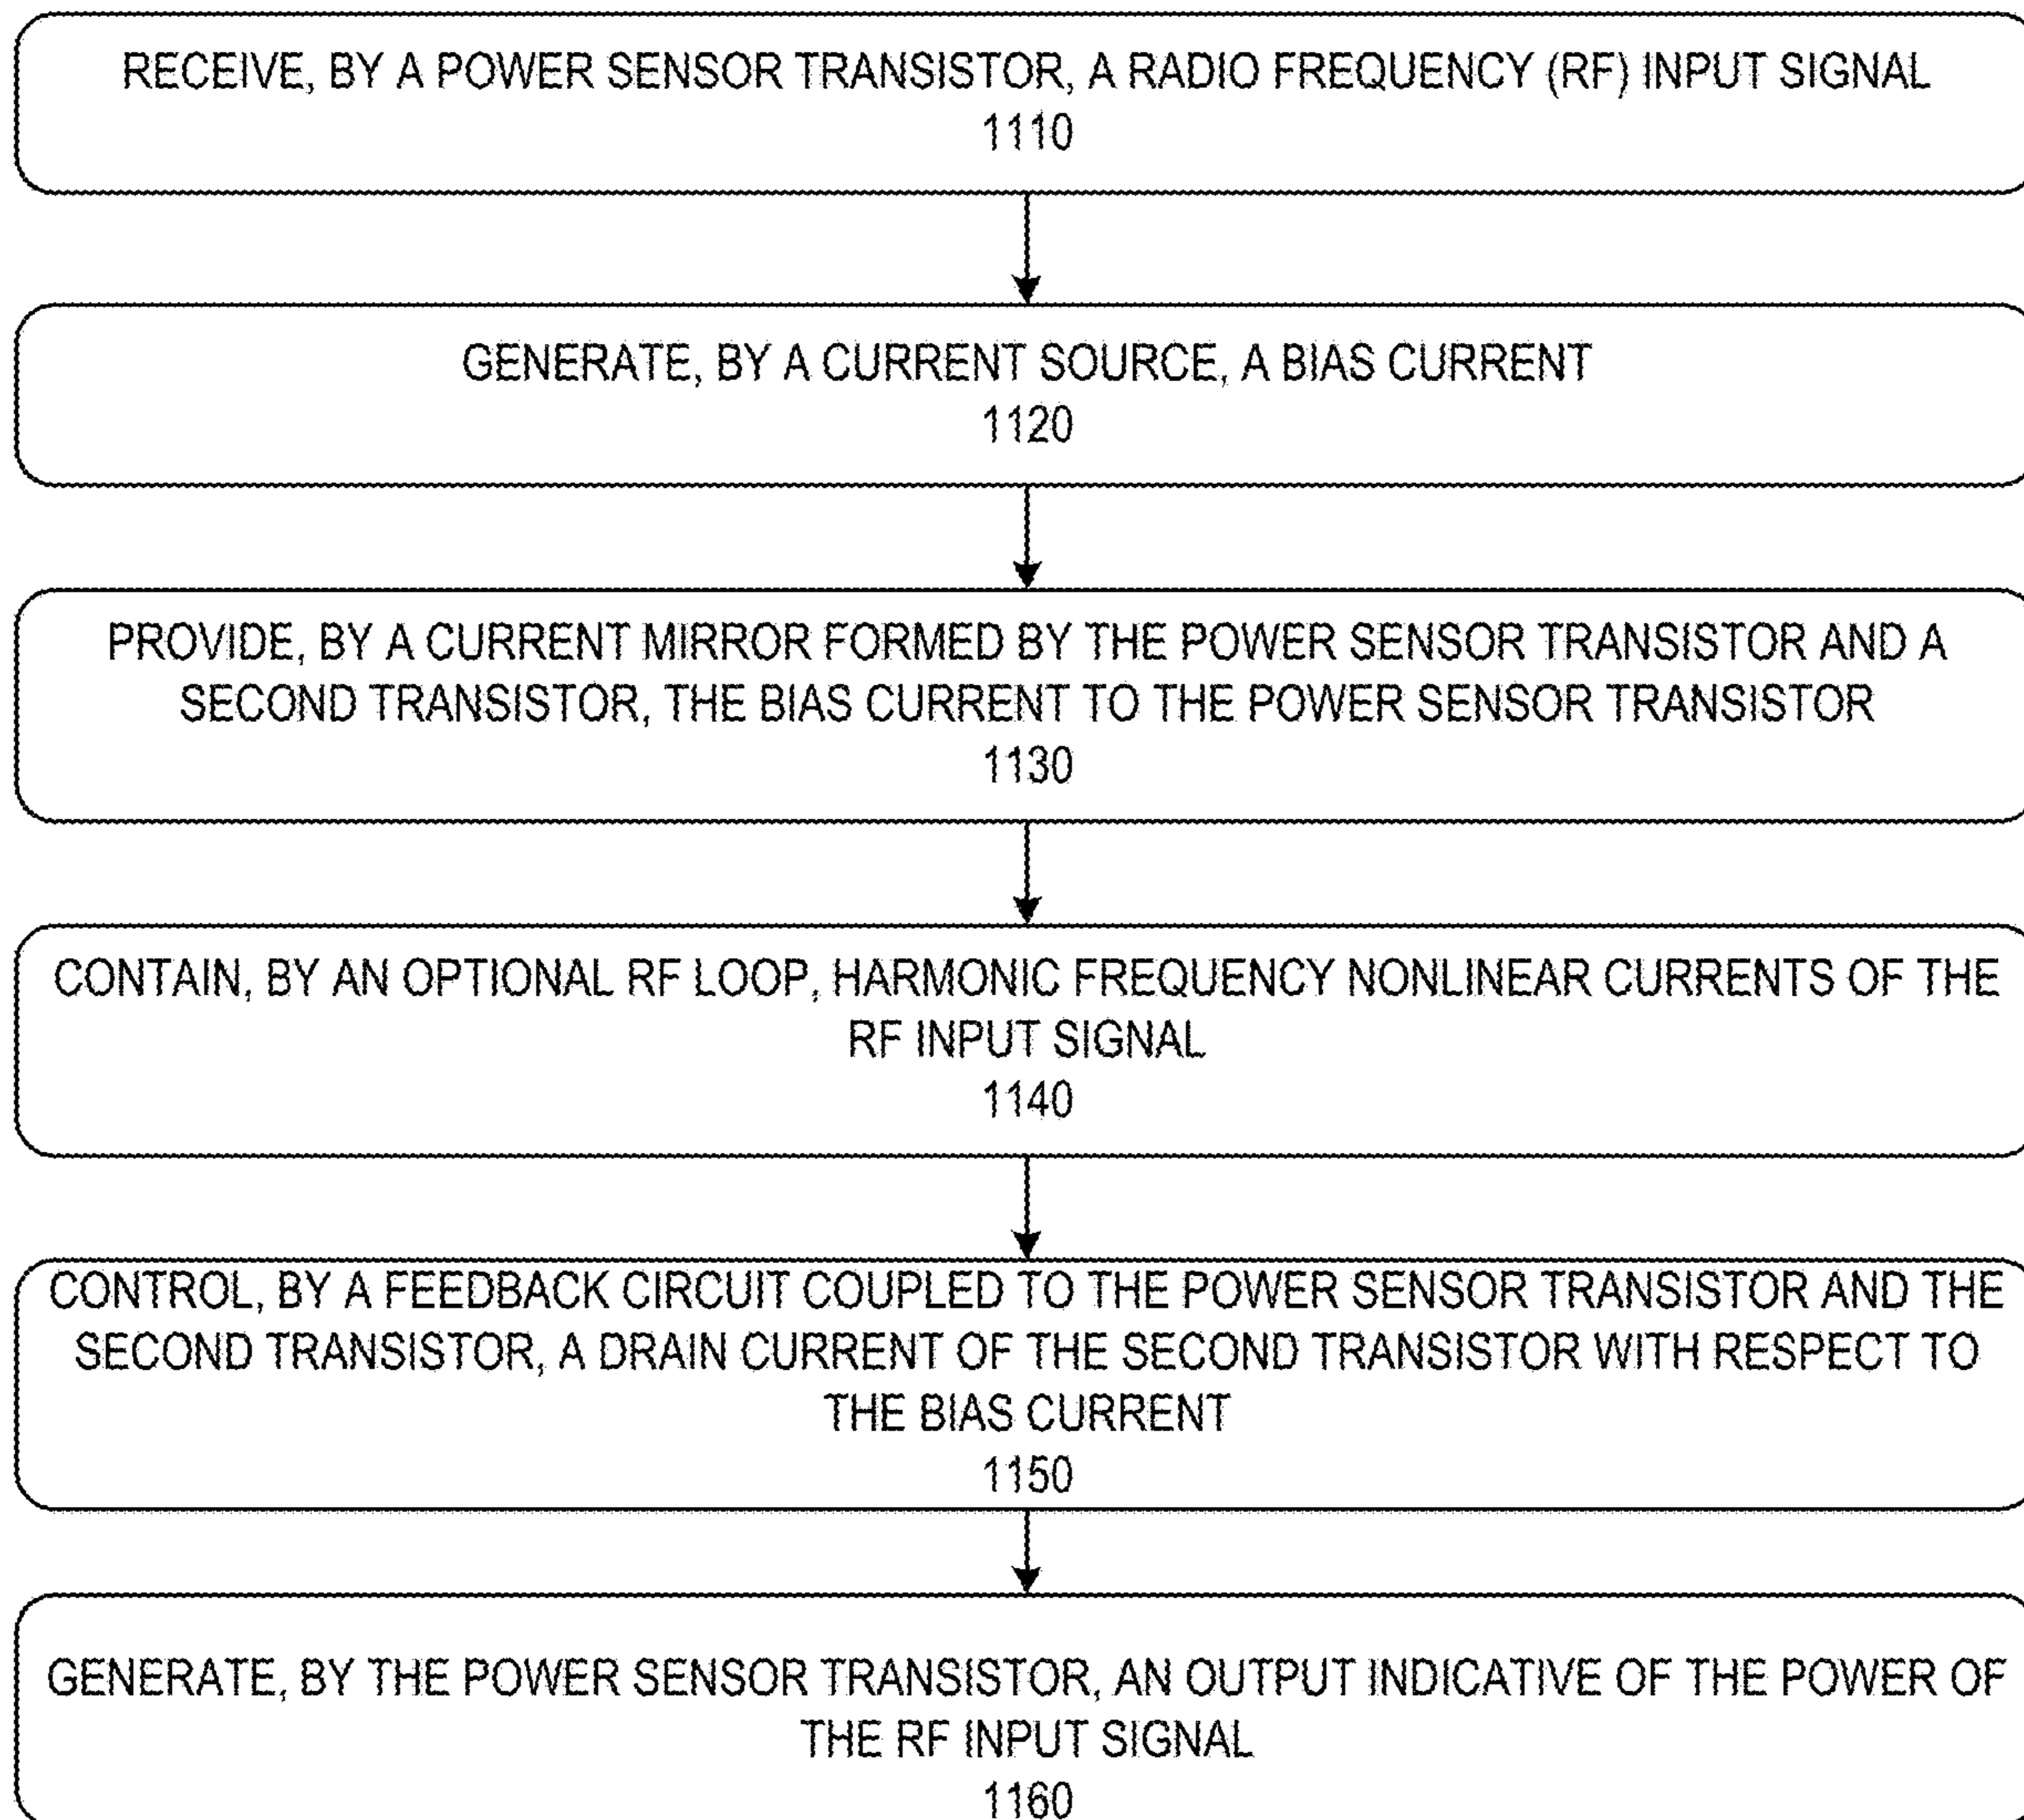 RECEIVE, BY A POWER SENSOR TRANSISTOR, A RADIO FREQUENCY (RF) INPUT SIGNAL
1110
GENERATE, BY A CURRENT SOURCE, A BIAS CURRENT
1120
PROVIDE, BY A CURRENT MIRROR FORMED BY THE POWER SENSOR TRANSISTOR AND A
SECOND TRANSISTOR, THE BIAS CURRENT TO THE POWER SENSOR TRANSISTOR
1130
CONTAIN, BY AN OPTIONAL RF LOOP, HARMONIC FREQUENCY NONLINEAR CURRENTS OF THE
RF INPUT SIGNAL
1140
CONTROL, BY A FEEDBACK CIRCUIT COUPLED TO THE POWER SENSOR TRANSISTOR AND THE
SECOND TRANSISTOR, A DRAIN CURRENT OF THE SECOND TRANSISTOR WITH RESPECT TO
THE BIAS CURRENT
1150
GENERATE, BY THE POWER SENSOR TRANSISTOR, AN OUTPUT INDICATIVE OF THE POWER OF
THE RF INPUT SIGNAL
1160